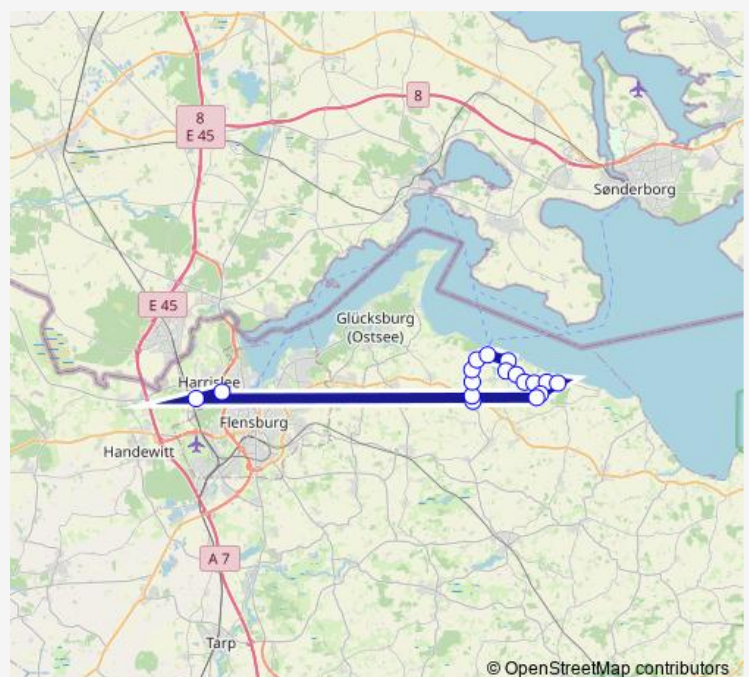 8
E 45
8
Sønderborg
E 45
Glücksburg
(Ostsee)
Harrislee
Flensburg
Handewitt
A 7
Tarp
© OpenStreetMap contributors